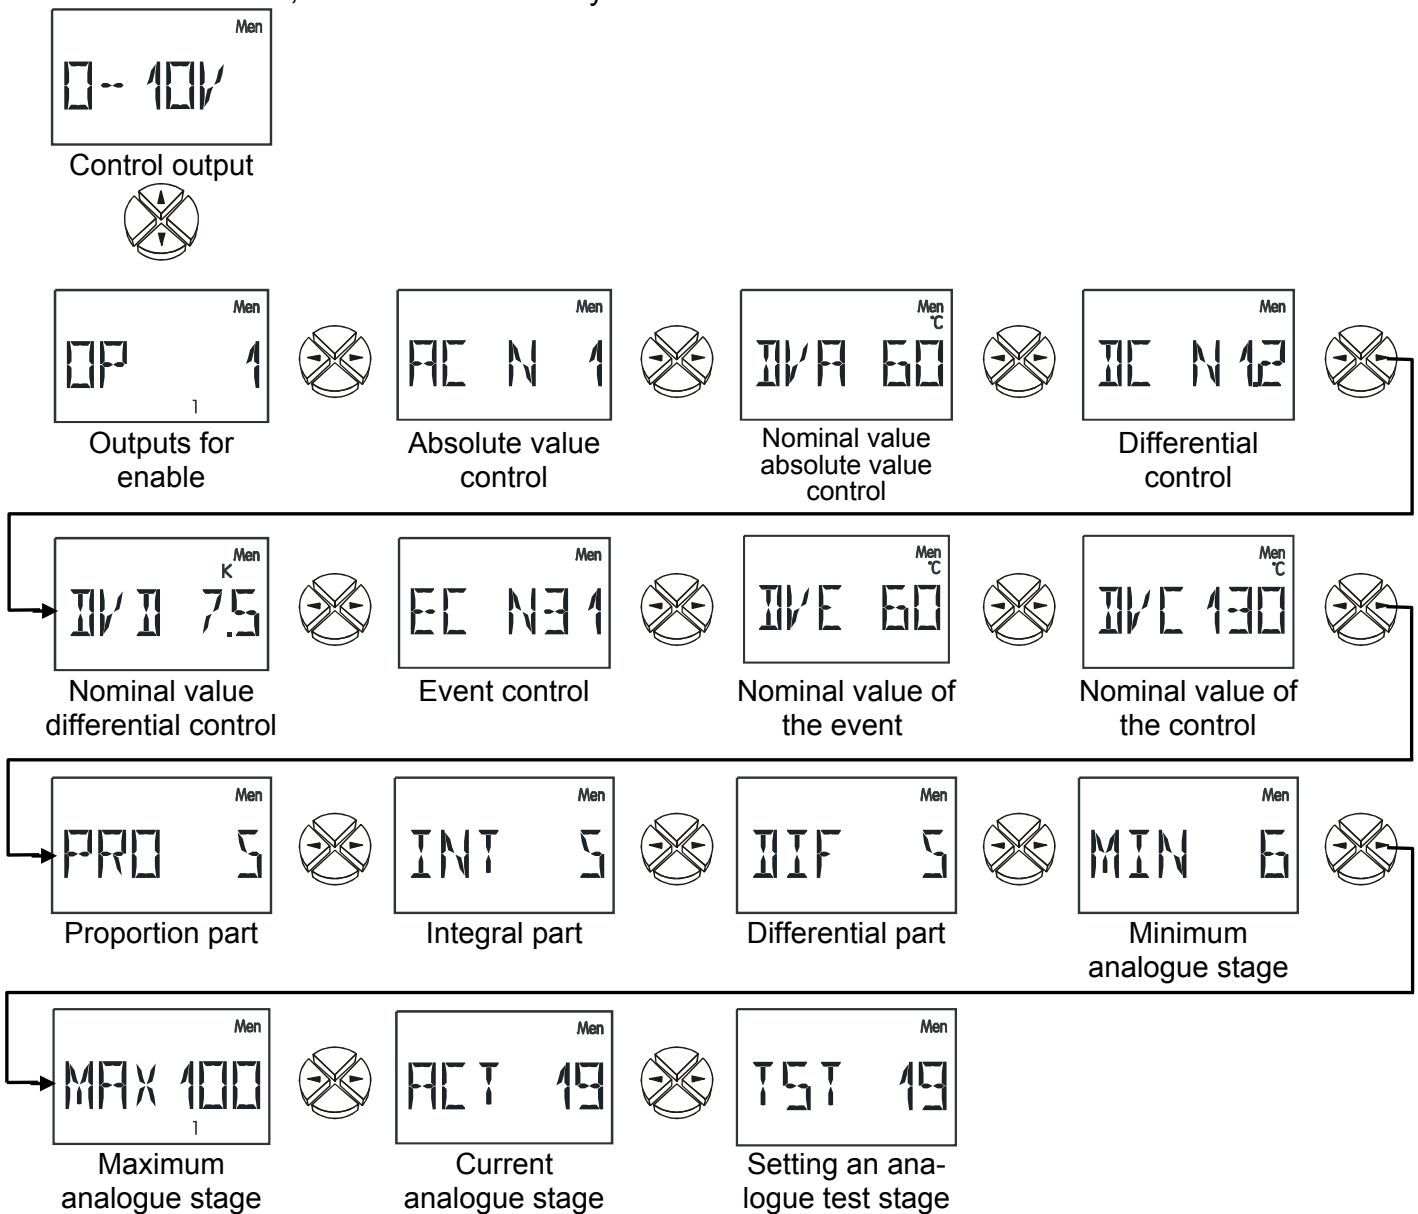 Men
0-- 10V
Control output
Men
OP 1
1
Outputs for
enable
Men
AC N 1
Absolute value
control
Men
°C
DVA 60
Nominal value
absolute value
control
Men
DC N12
Differential
control
Men
K
DVD 7.5
Nominal value
differential control
Men
EC N31
Event control
Men
°C
DVE 60
Nominal value of
the event
Men
°C
DVC 130
Nominal value of
the control
Men
PRO 5
Proportion part
Men
INT 5
Integral part
Men
DIF 5
Differential part
Men
MIN 6
Minimum
analogue stage
Men
MAX 100
1
Maximum
analogue stage
Men
ACT 19
Current
analogue stage
Men
TST 19
Setting an ana-
logue test stage